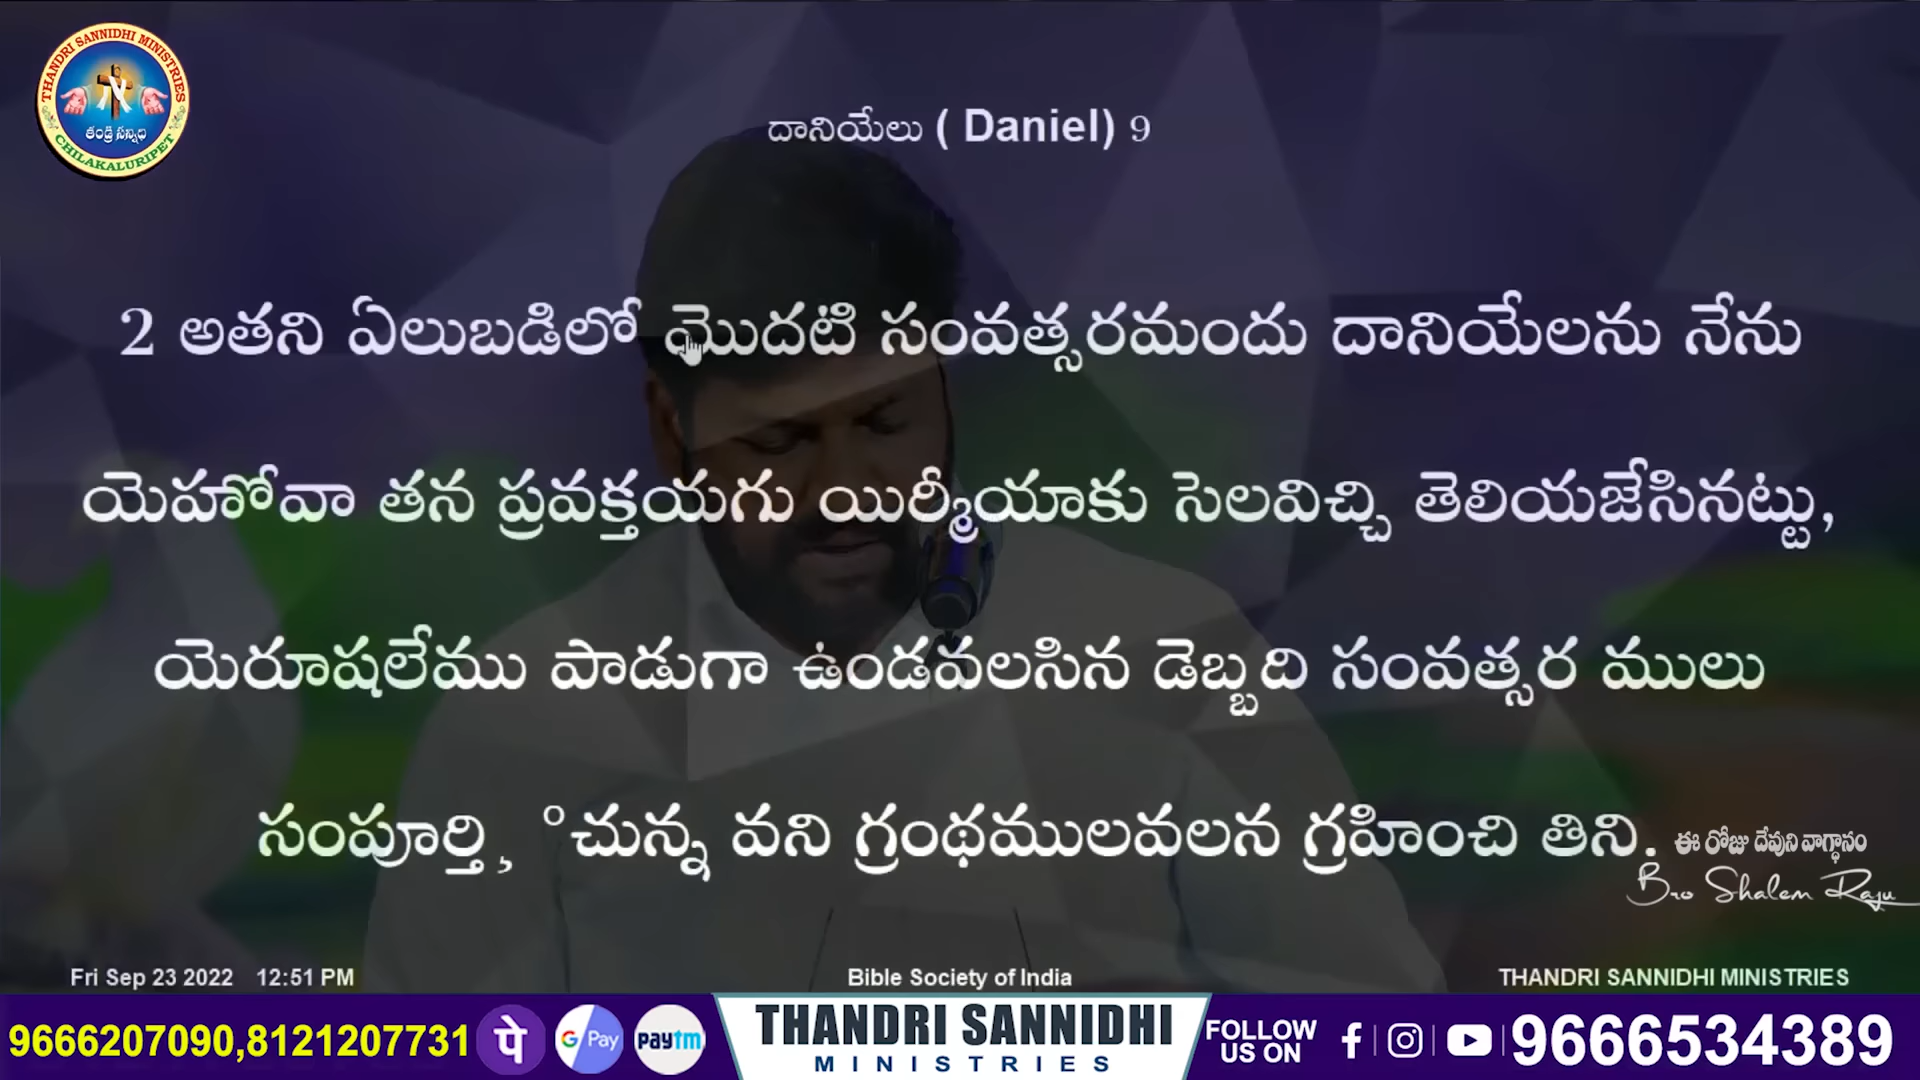 THANDRI SANNIDHI MINISTRIES
తండ్రి సన్నిధి
CHILAKALURIPET
దానియేలు ( Daniel) 9
2 అతని ఏలుబడిలో మొదటి సంవత్సరమందు దానియేలను నేను
యెహోవా తన ప్రవక్తయగు యిర్మీయాకు సెలవిచ్చి తెలియజేసినట్టు,
యెరూషలేము పాడుగా ఉండవలసిన డెబ్బది సంవత్సర ములు
సంపూర్తి, °చున్న వని గ్రంథములవలన గ్రహించి తిని.
ఈ రోజు దేవుని వాగ్ధానం
Bro Shalem Raju
Fri Sep 23 2022 12:51 PM
Bible Society of India
THANDRI SANNIDHI MINISTRIES
9666207090,8121207731
पे
G Pay
paytm
THANDRI SANNIDHI
MINISTRIES
FOLLOW
US ON
9666534389